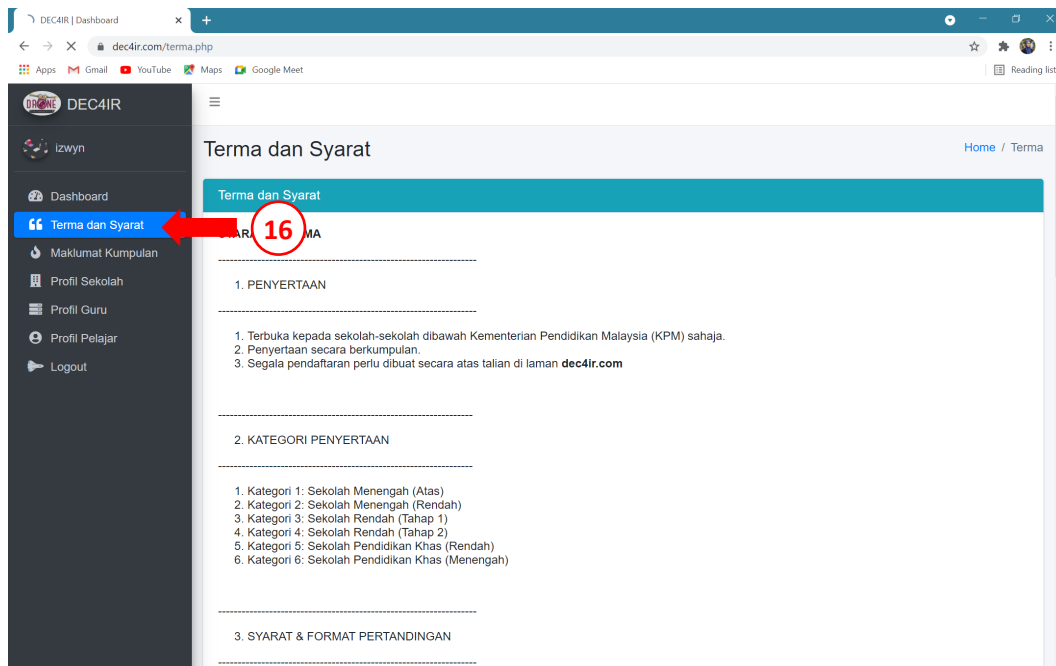 DEC4IR | Dashboard
dec4ir.com/terma.php
Apps Gmail YouTube Maps Google Meet Reading list
DRONE DEC4IR
izwyn
Terma dan Syarat
Home / Terma
Dashboard
Terma dan Syarat
Maklumat Kumpulan
Profil Sekolah
Profil Guru
Profil Pelajar
Logout
16
Terma dan Syarat
MA
---------------------------------------------------------------
1. PENYERTAAN
---------------------------------------------------------------
1. Terbuka kepada sekolah-sekolah dibawah Kementerian Pendidikan Malaysia (KPM) sahaja.
2. Penyertaan secara berkumpulan.
3. Segala pendaftaran perlu dibuat secara atas talian di laman dec4ir.com
---------------------------------------------------------------
2. KATEGORI PENYERTAAN
---------------------------------------------------------------
1. Kategori 1: Sekolah Menengah (Atas)
2. Kategori 2: Sekolah Menengah (Rendah)
3. Kategori 3: Sekolah Rendah (Tahap 1)
4. Kategori 4: Sekolah Rendah (Tahap 2)
5. Kategori 5: Sekolah Pendidikan Khas (Rendah)
6. Kategori 6: Sekolah Pendidikan Khas (Menengah)
---------------------------------------------------------------
3. SYARAT & FORMAT PERTANDINGAN
---------------------------------------------------------------